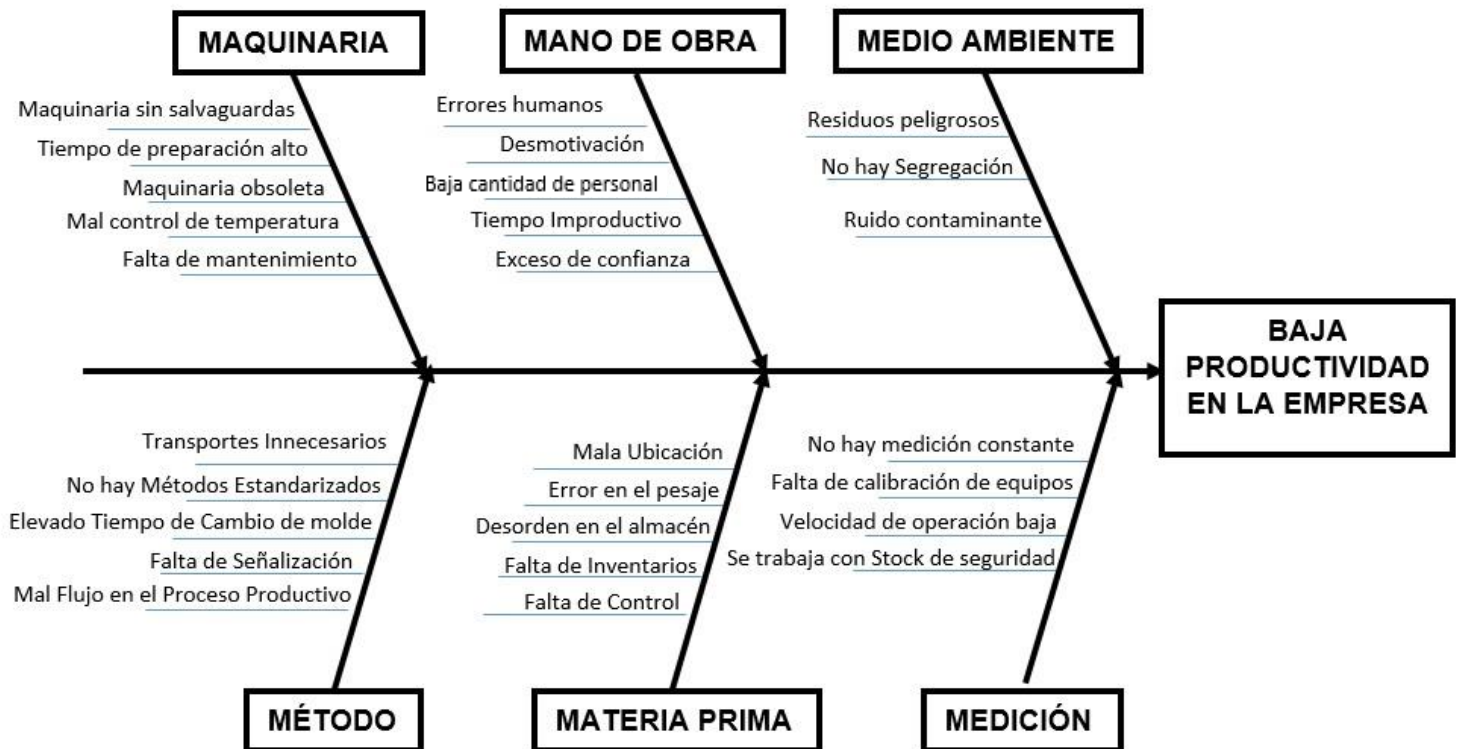 MAQUINARIA
Maquinaria sin salvaguardas
Tiempo de preparación alto
Maquinaria obsoleta
Mal control de temperatura
Falta de mantenimiento
MANO DE OBRA
Errores humanos
Desmotivación
Baja cantidad de personal
Tiempo Improductivo
Exceso de confianza
MEDIO AMBIENTE
Residuos peligrosos
No hay Segregación
Ruido contaminante
BAJA
PRODUCTIVIDAD
EN LA EMPRESA
Transportes Innecesarios
No hay Métodos Estandarizados
Elevado Tiempo de Cambio de molde
Falta de Señalización
Mal Flujo en el Proceso Productivo
MÉTODO
Mala Ubicación
Error en el pesaje
Desorden en el almacén
Falta de Inventarios
Falta de Control
MATERIA PRIMA
No hay medición constante
Falta de calibración de equipos
Velocidad de operación baja
Se trabaja con Stock de seguridad
MEDICIÓN